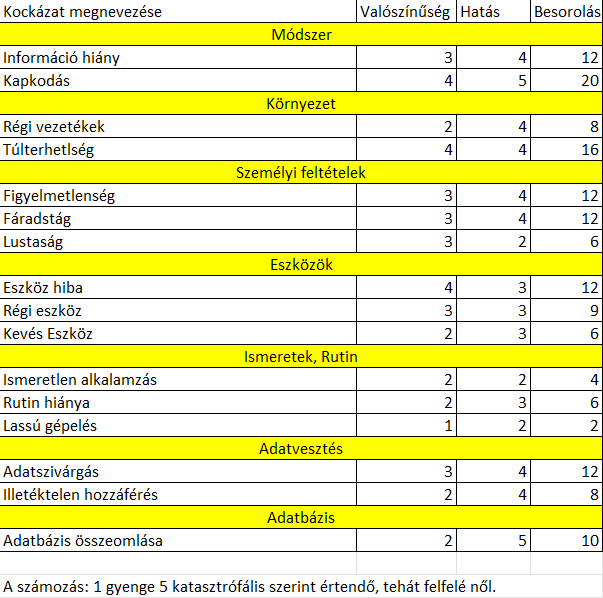 Kockázat megnevezése Valószínűség Hatás Besorolás
Módszer
Információ hiány 3 4 12
Kapkodás 4 5 20
Környezet
Régi vezetékek 2 4 8
Túlterhetlség 4 4 16
Személyi feltételek
Figyelmetlenség 3 4 12
Fáradstág 3 4 12
Lustaság 3 2 6
Eszközök
Eszköz hiba 4 3 12
Régi eszköz 3 3 9
Kevés Eszköz 2 3 6
Ismeretek, Rutin
Ismeretlen alkalamzás 2 2 4
Rutin hiánya 2 3 6
Lassú gépelés 1 2 2
Adatvesztés
Adatszivárgás 3 4 12
Illetéktelen hozzáférés 2 4 8
Adatbázis
Adatbázis összeomlása 2 5 10
A számozás: 1 gyenge 5 katasztrófális szerint értendő, tehát felfelé nől.